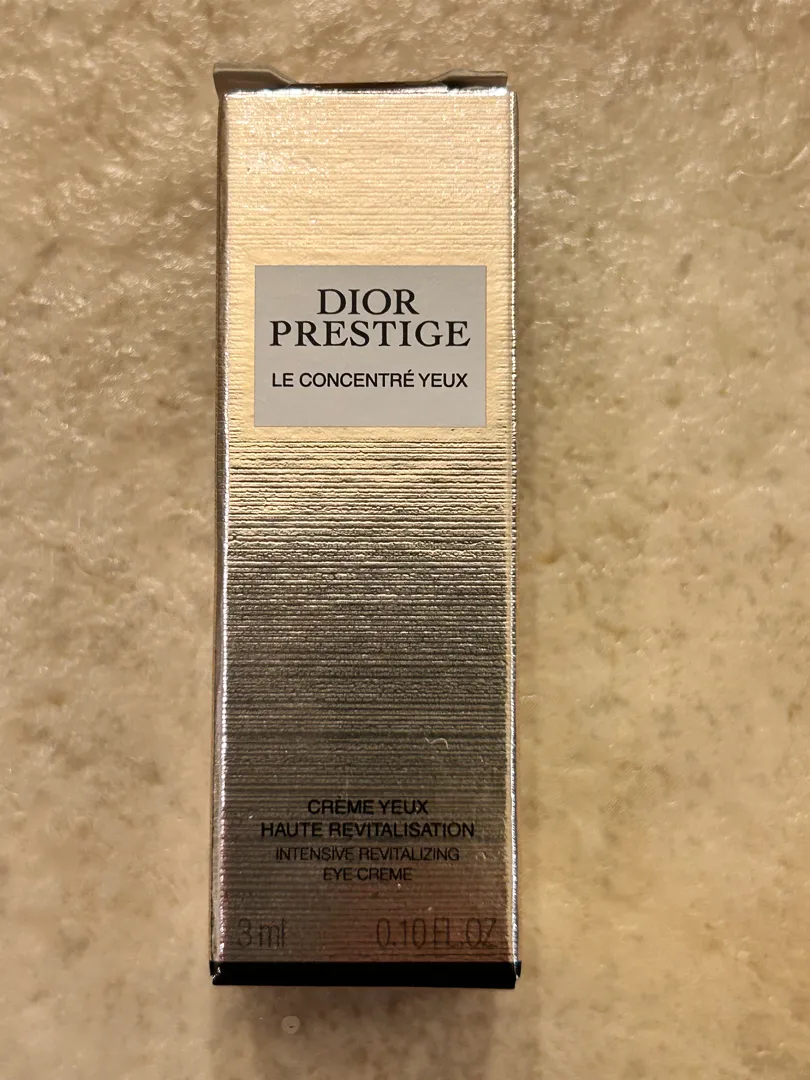 DIOR
PRESTIGE
LE CONCENTRÉ YEUX
CRÈME YEUX
HAUTE REVITALISATION
INTENSIVE REVITALIZING
EYE CREME
3 ml 0.10 FL.OZ